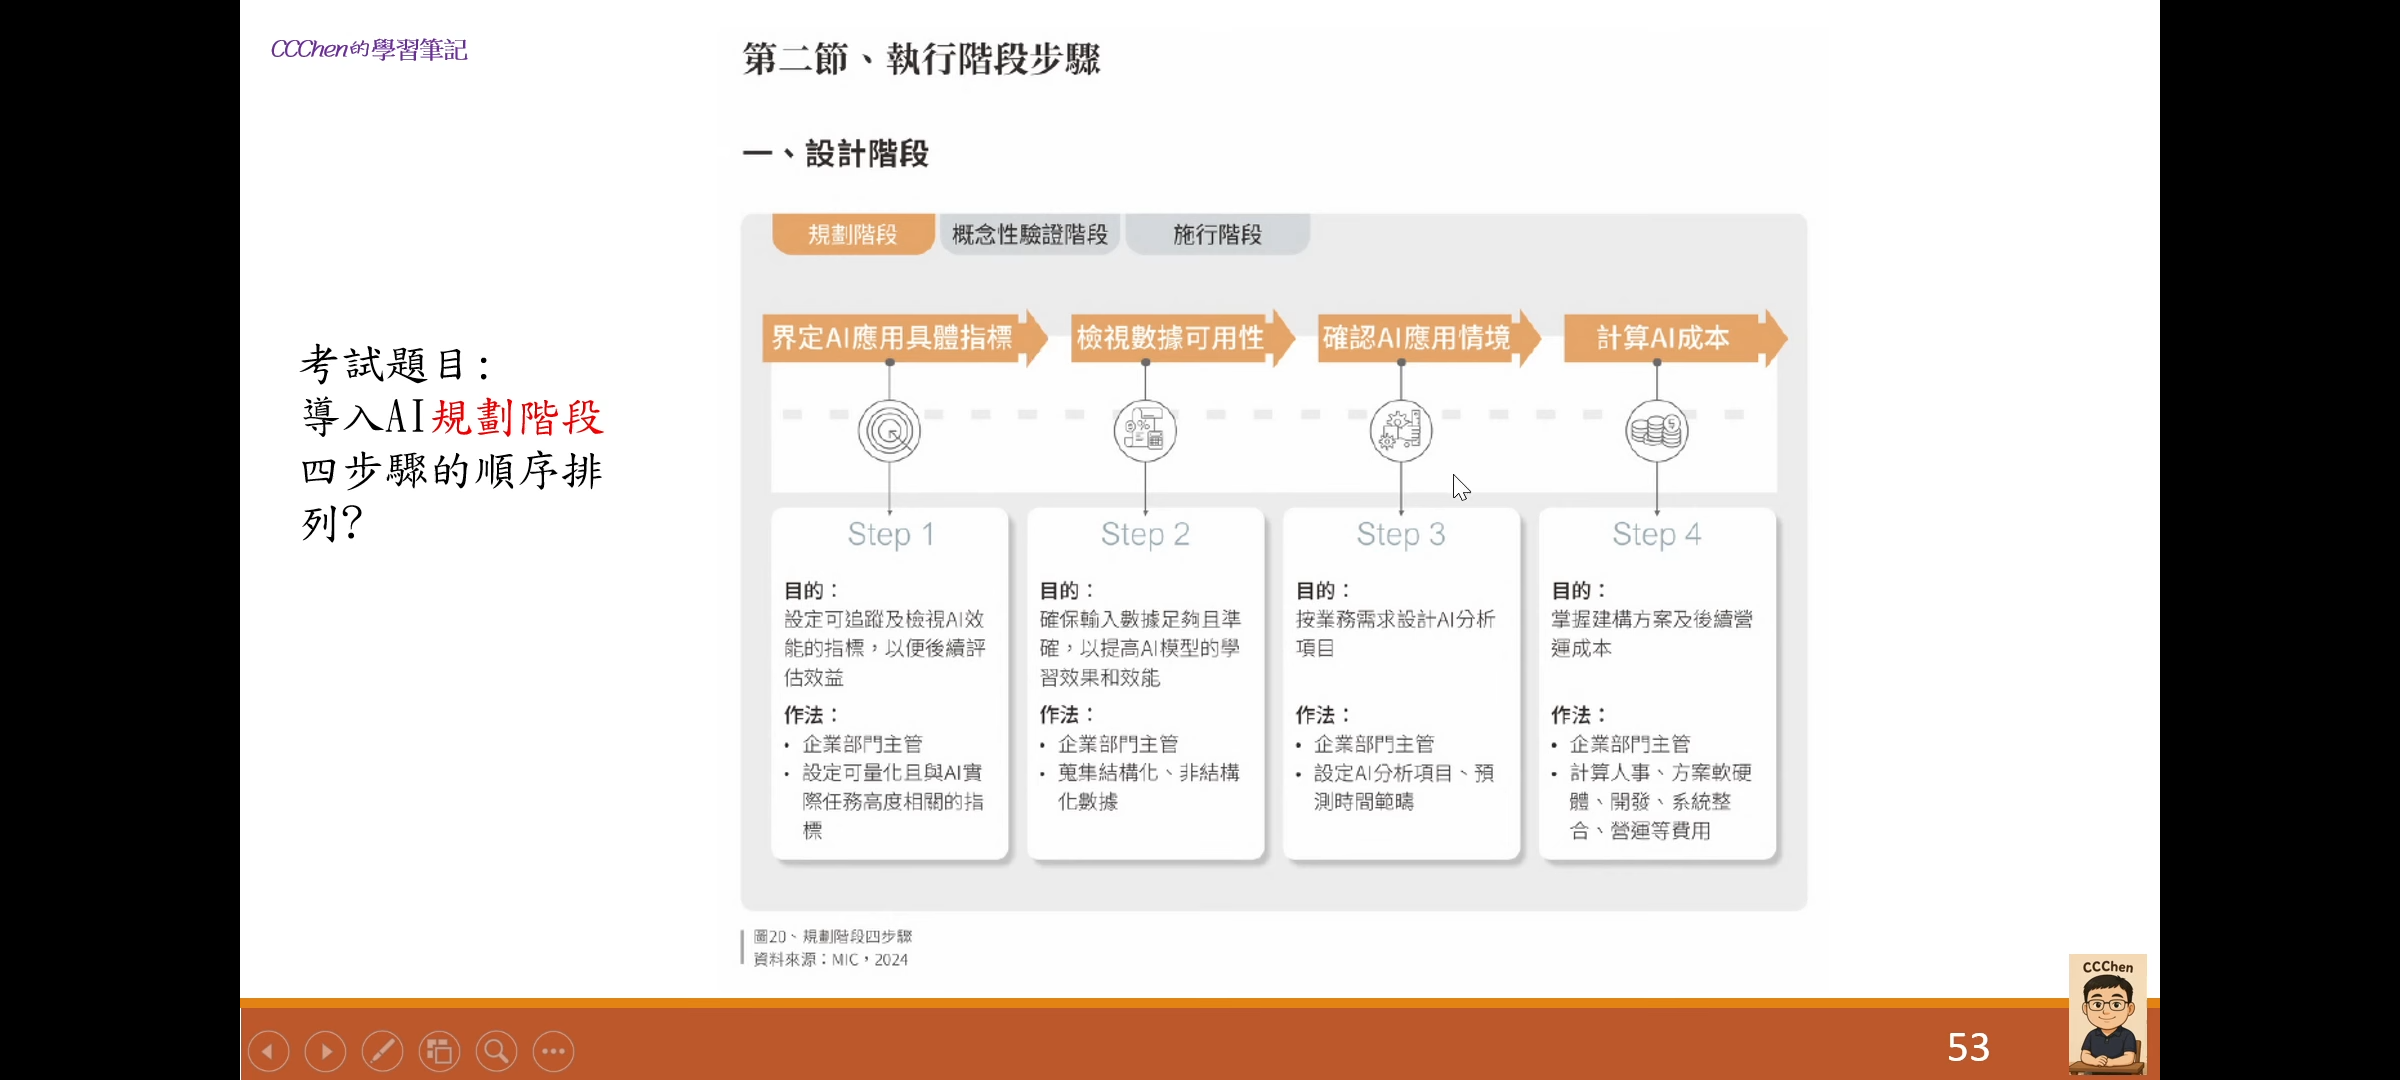 CCChen的學習筆記
第二節、執行階段步驟
一、設計階段
規劃階段
概念性驗證階段
施行階段
界定AI應用具體指標
檢視數據可用性
確認AI應用情境
計算AI成本
考試題目:
導入AI規劃階段
四步驟的順序排
列?
Step 1
目的：
設定可追蹤及檢視AI效
能的指標，以便後續評
估效益
作法：
• 企業部門主管
• 設定可量化且與AI實
際任務高度相關的指
標
Step 2
目的：
確保輸入數據足夠且準
確，以提高AI模型的學
習效果和效能
作法：
• 企業部門主管
• 蒐集結構化、非結構
化數據
Step 3
目的：
按業務需求設計AI分析
項目
作法：
• 企業部門主管
• 設定AI分析項目、預
測時間範疇
Step 4
目的：
掌握建構方案及後續營
運成本
作法：
• 企業部門主管
• 計算人事、方案軟硬
體、開發、系統整
合、營運等費用
圖20、規劃階段四步驟
資料來源：MIC，2024
CCChen
53